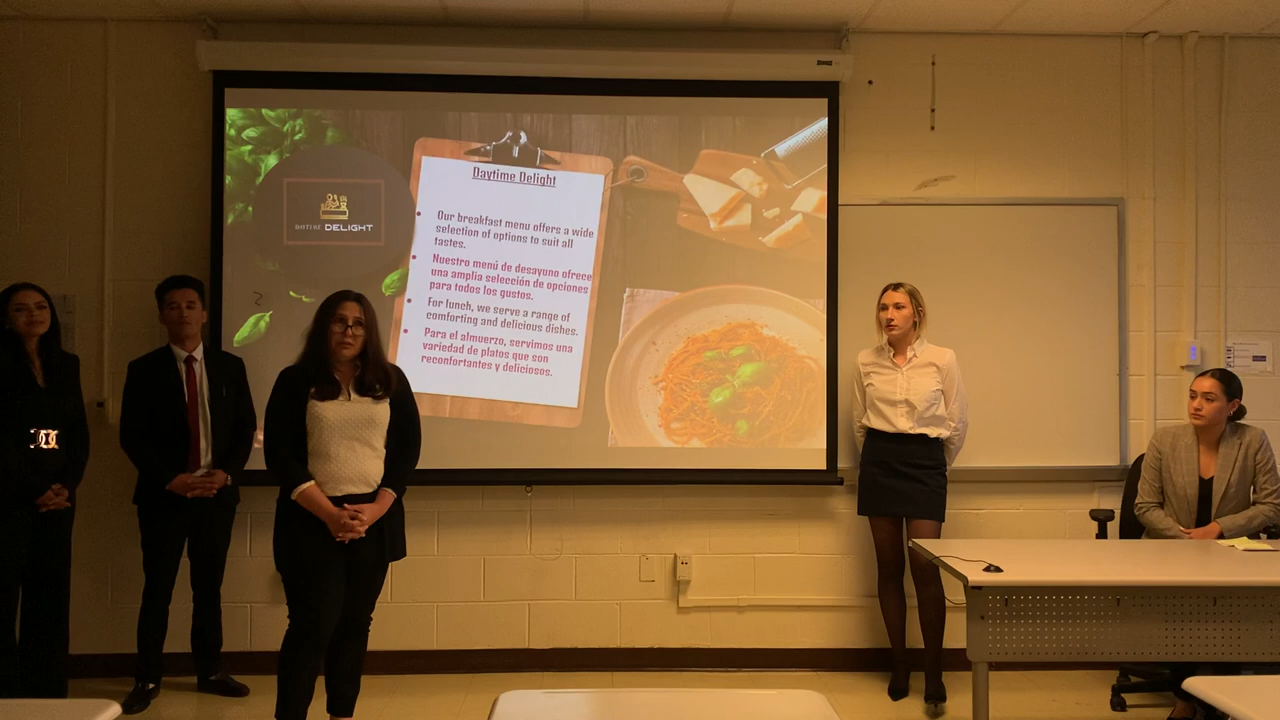 Daytime Delight
DELIGHT
Our breakfast menu offers a wide
selection of options to suit all
tastes.
Nuestro menú de desayuno ofrece
una amplia selección de opciones
para todos los gustos.
For lunch, we serve a range of
comforting and delicious dishes.
Para el almuerzo, servimos una
variedad de platos que son
reconfortantes y deliciosos.